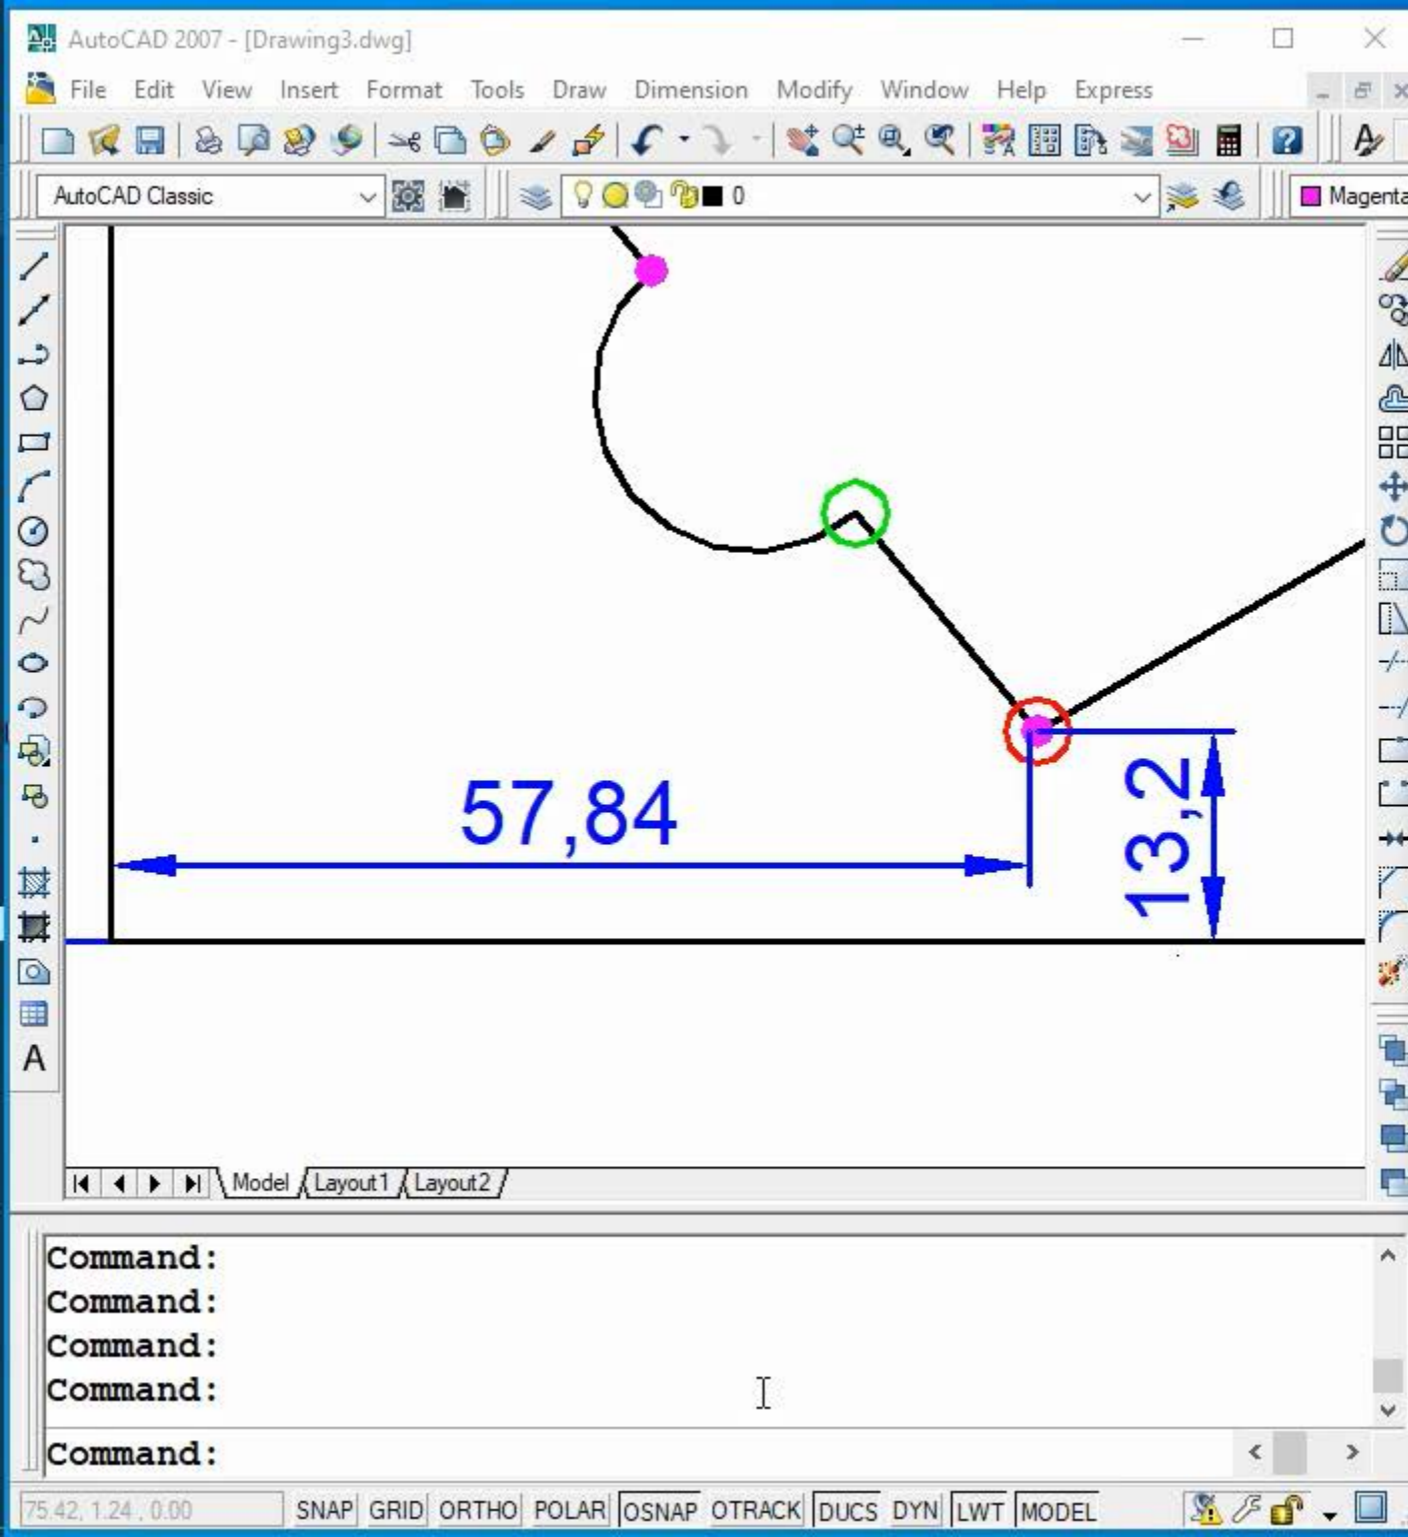 AutoCAD 2007 - [Drawing3.dwg]
File Edit View Insert Format Tools Draw Dimension Modify Window Help Express
AutoCAD Classic 0 Magenta
57,84
13,2
A
Model Layout1 Layout2
Command:
Command:
Command:
Command:
Command:
75.42, 1.24 , 0.00 SNAP GRID ORTHO POLAR OSNAP OTRACK DUCS DYN LWT MODEL